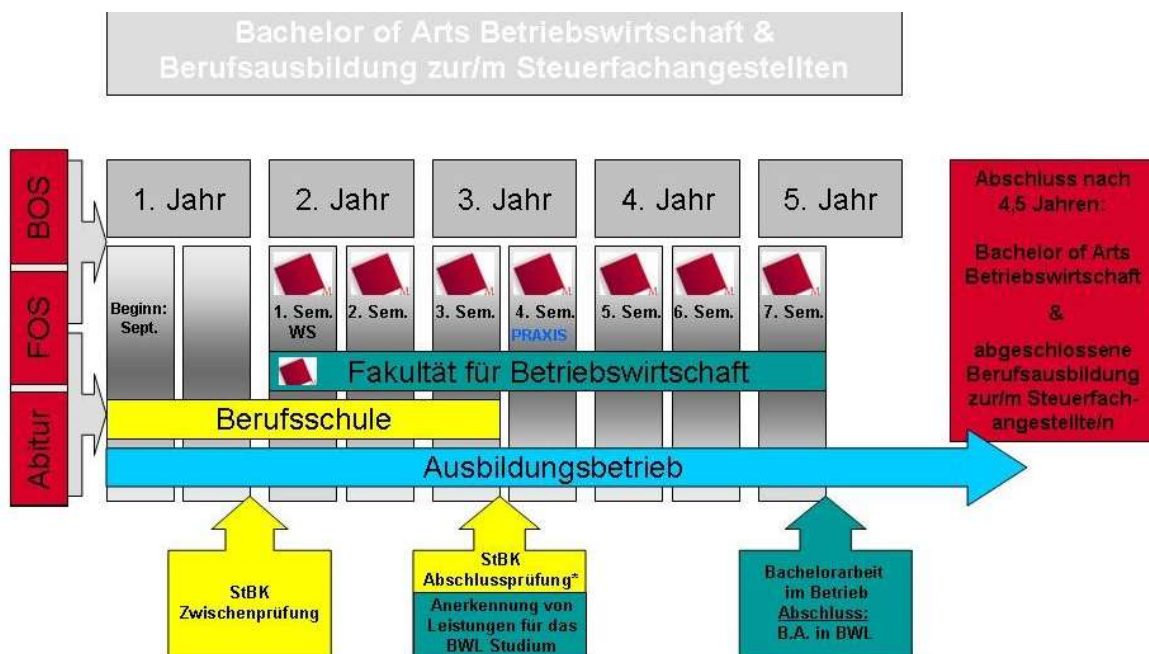 Bachelor of Arts Betriebswirtschaft &
Berufsausbildung zur/m Steuerfachangestellten
BOS
FOS
Abitur
1. Jahr
2. Jahr
3. Jahr
4. Jahr
5. Jahr
Beginn:
Sept.
M
1. Sem.
WS
M
2. Sem.
M
3. Sem.
M
4. Sem.
PRAXIS
M
5. Sem.
M
6. Sem.
M
7. Sem.
Fakultät für Betriebswirtschaft
Berufsschule
Ausbildungsbetrieb
Abschluss nach
4,5 Jahren:
Bachelor of Arts
Betriebswirtschaft
&
abgeschlossene
Berufsausbildung
zur/m Steuerfach-
angestellte/n
StBK
Zwischenprüfung
StBK
Abschlussprüfung*
Anerkennung von
Leistungen für das
BWL Studium
Bachelorarbeit
im Betrieb
Abschluss:
B.A. in BWL